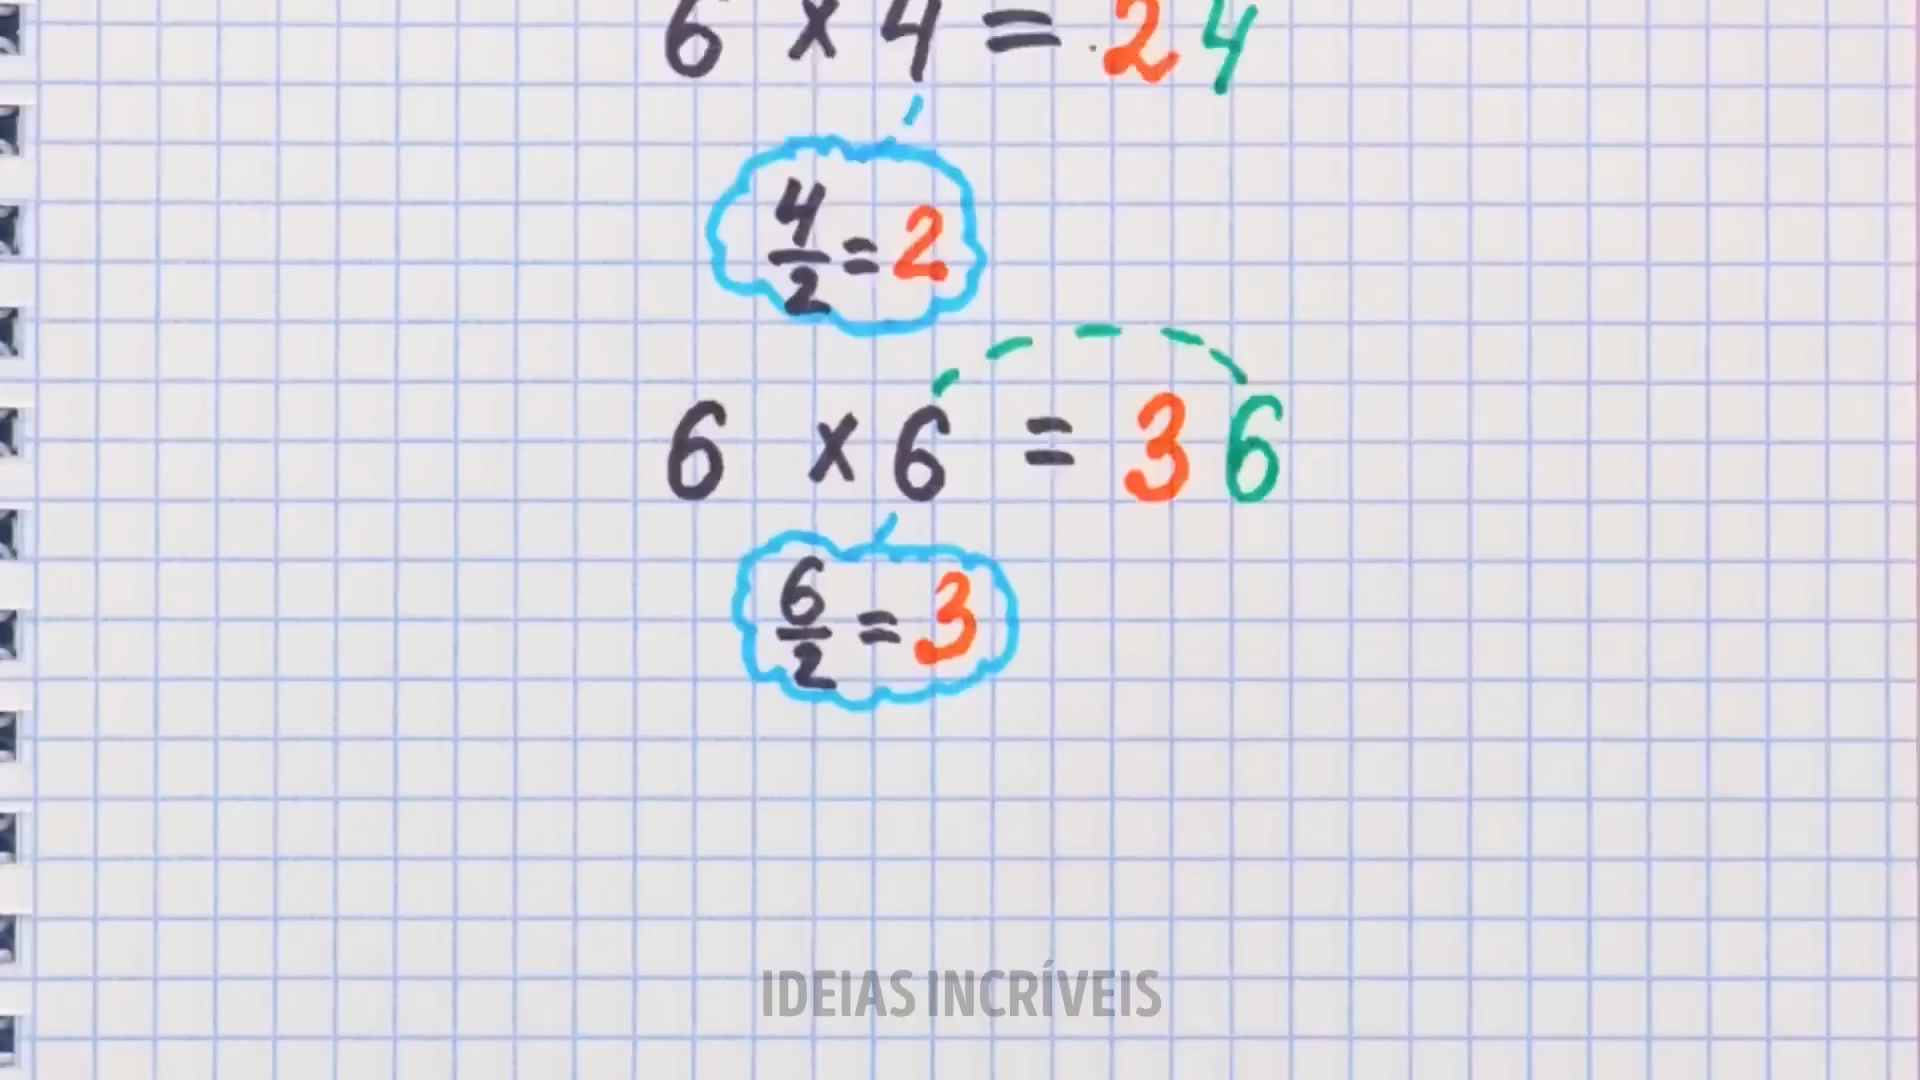 6 x 4 = 24
4/2 = 2
6 x 6 = 36
6/2 = 3
IDEIAS INCRÍVEIS